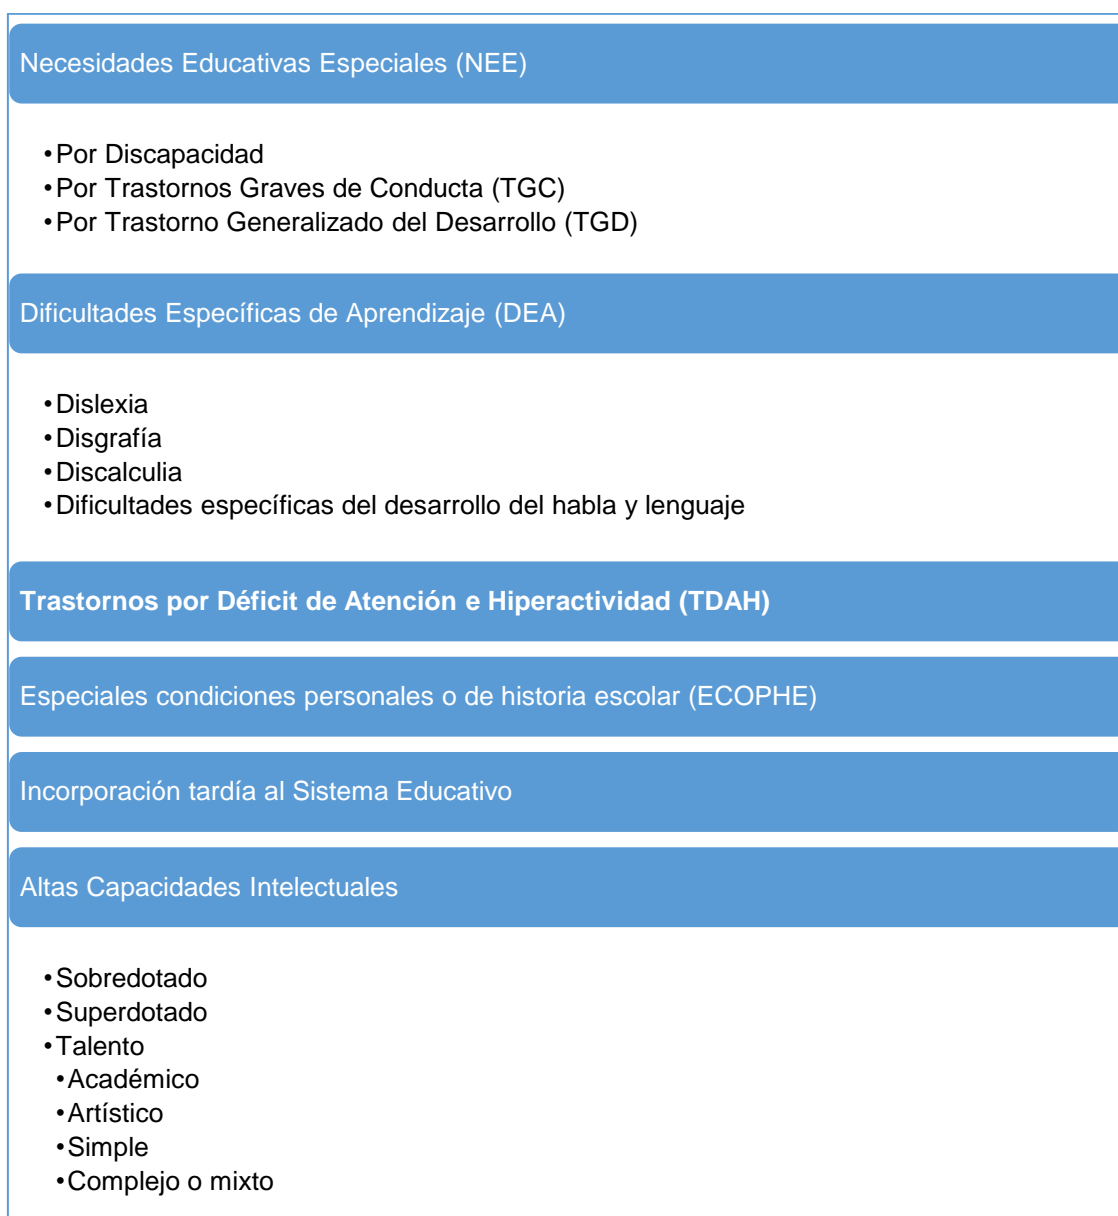 Necesidades Educativas Especiales (NEE)
•Por Discapacidad
•Por Trastornos Graves de Conducta (TGC)
•Por Trastorno Generalizado del Desarrollo (TGD)
Dificultades Específicas de Aprendizaje (DEA)
•Dislexia
•Disgrafía
•Discalculia
•Dificultades específicas del desarrollo del habla y lenguaje
Trastornos por Déficit de Atención e Hiperactividad (TDAH)
Especiales condiciones personales o de historia escolar (ECOPHE)
Incorporación tardía al Sistema Educativo
Altas Capacidades Intelectuales
•Sobredotado
•Superdotado
•Talento
•Académico
•Artístico
•Simple
•Complejo o mixto